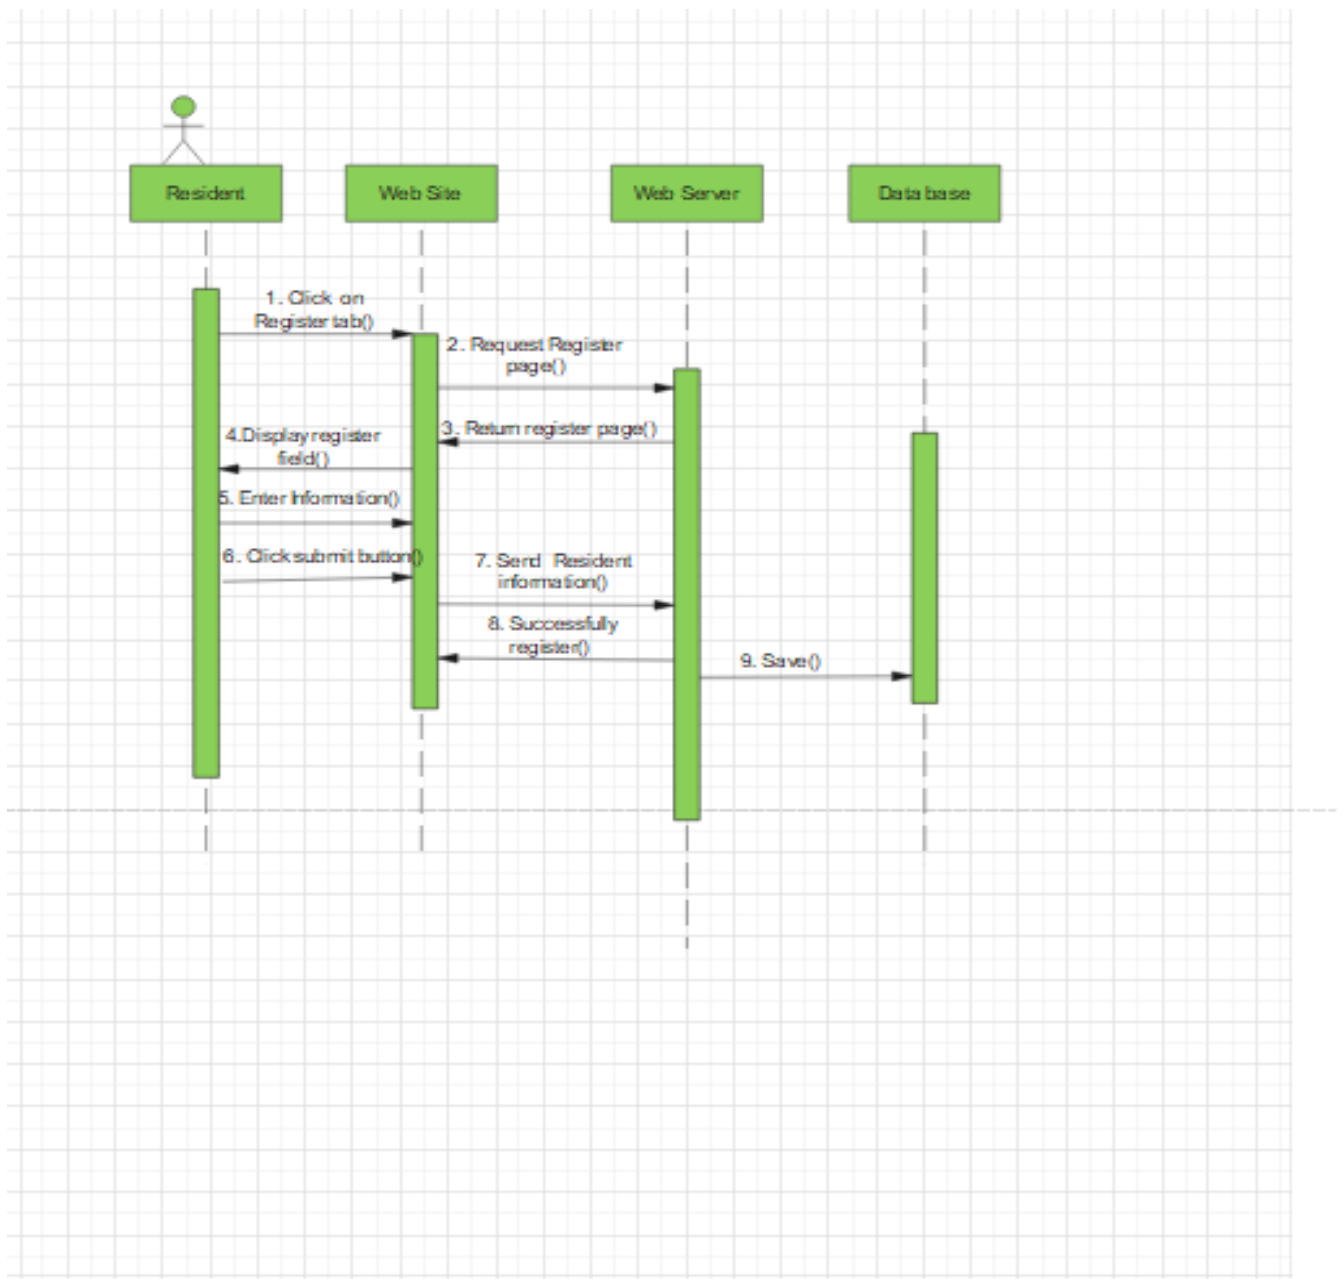 Resident
Web Site
Web Server
Database
1. Click on
Register tab()
2. Request Register
page()
3. Return register page()
4.Display register
field()
5. Enter Information()
6. Click submit button()
7. Send Resident
information()
8. Successfully
register()
9. Save()